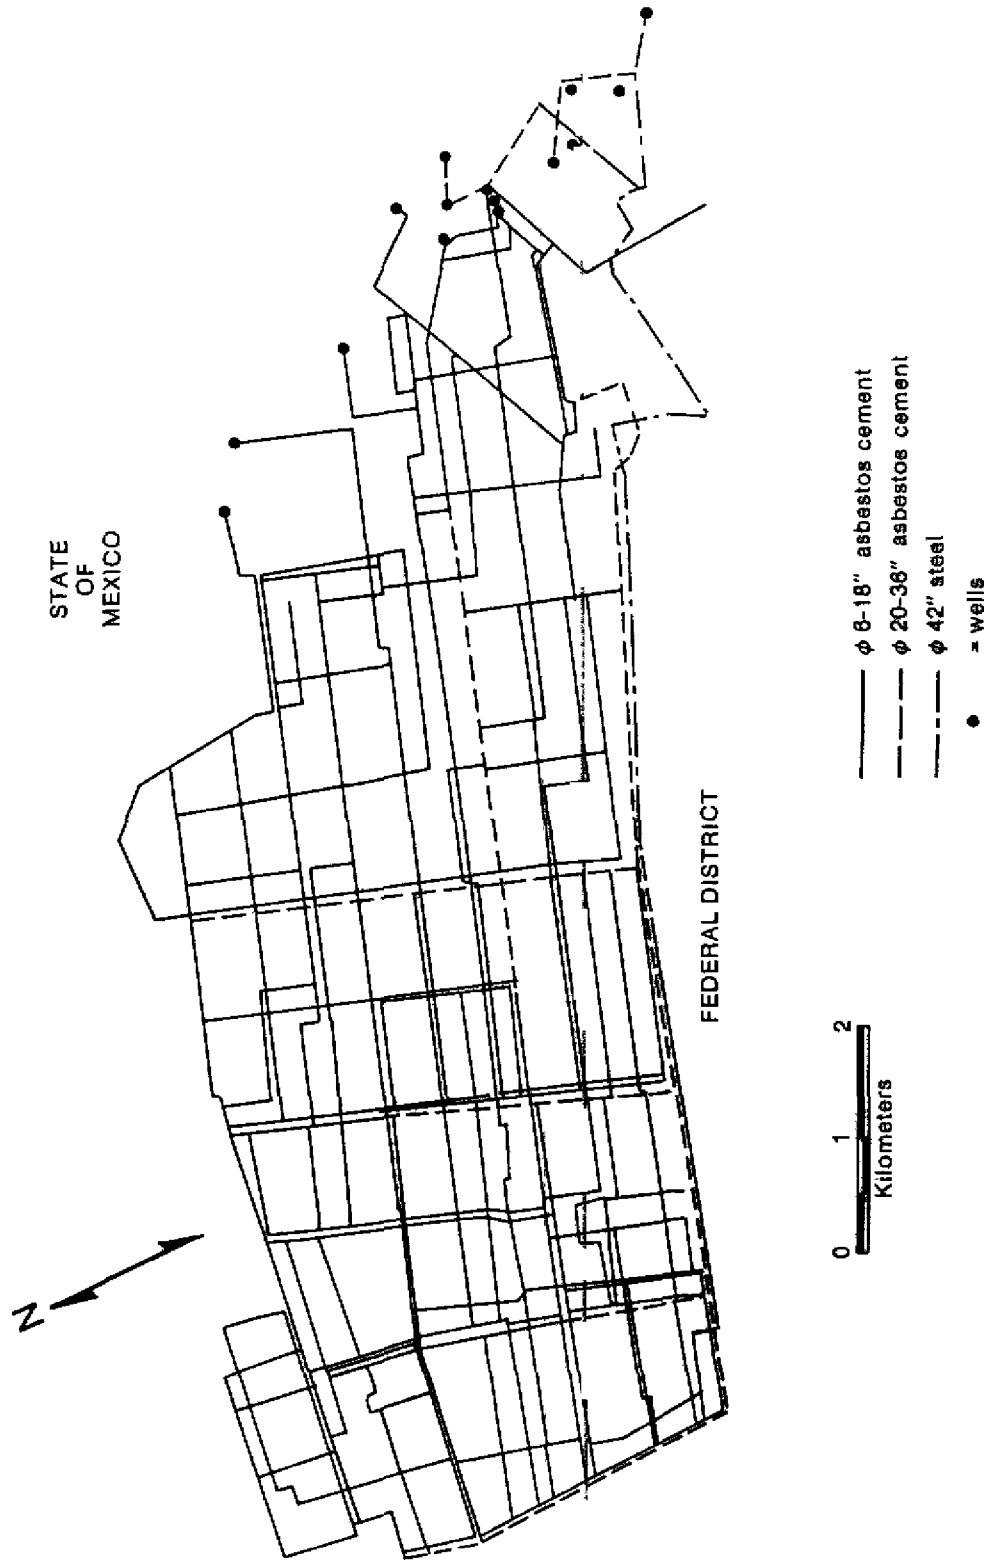 STATE
OF
MEXICO
N
FEDERAL DISTRICT
0 1 2
Kilometers
ϕ 6-18" asbestos cement
ϕ 20-36" asbestos cement
ϕ 42" steel
= wells